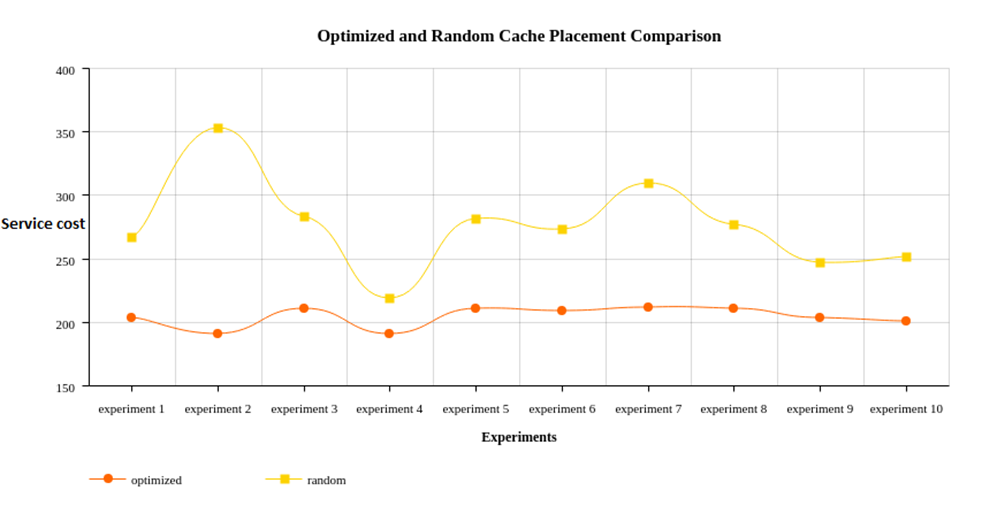 Optimized and Random Cache Placement Comparison
400
350
300
Service cost
250
200
150
experiment 1 experiment 2 experiment 3 experiment 4 experiment 5 experiment 6 experiment 7 experiment 8 experiment 9 experiment 10
Experiments
optimized random